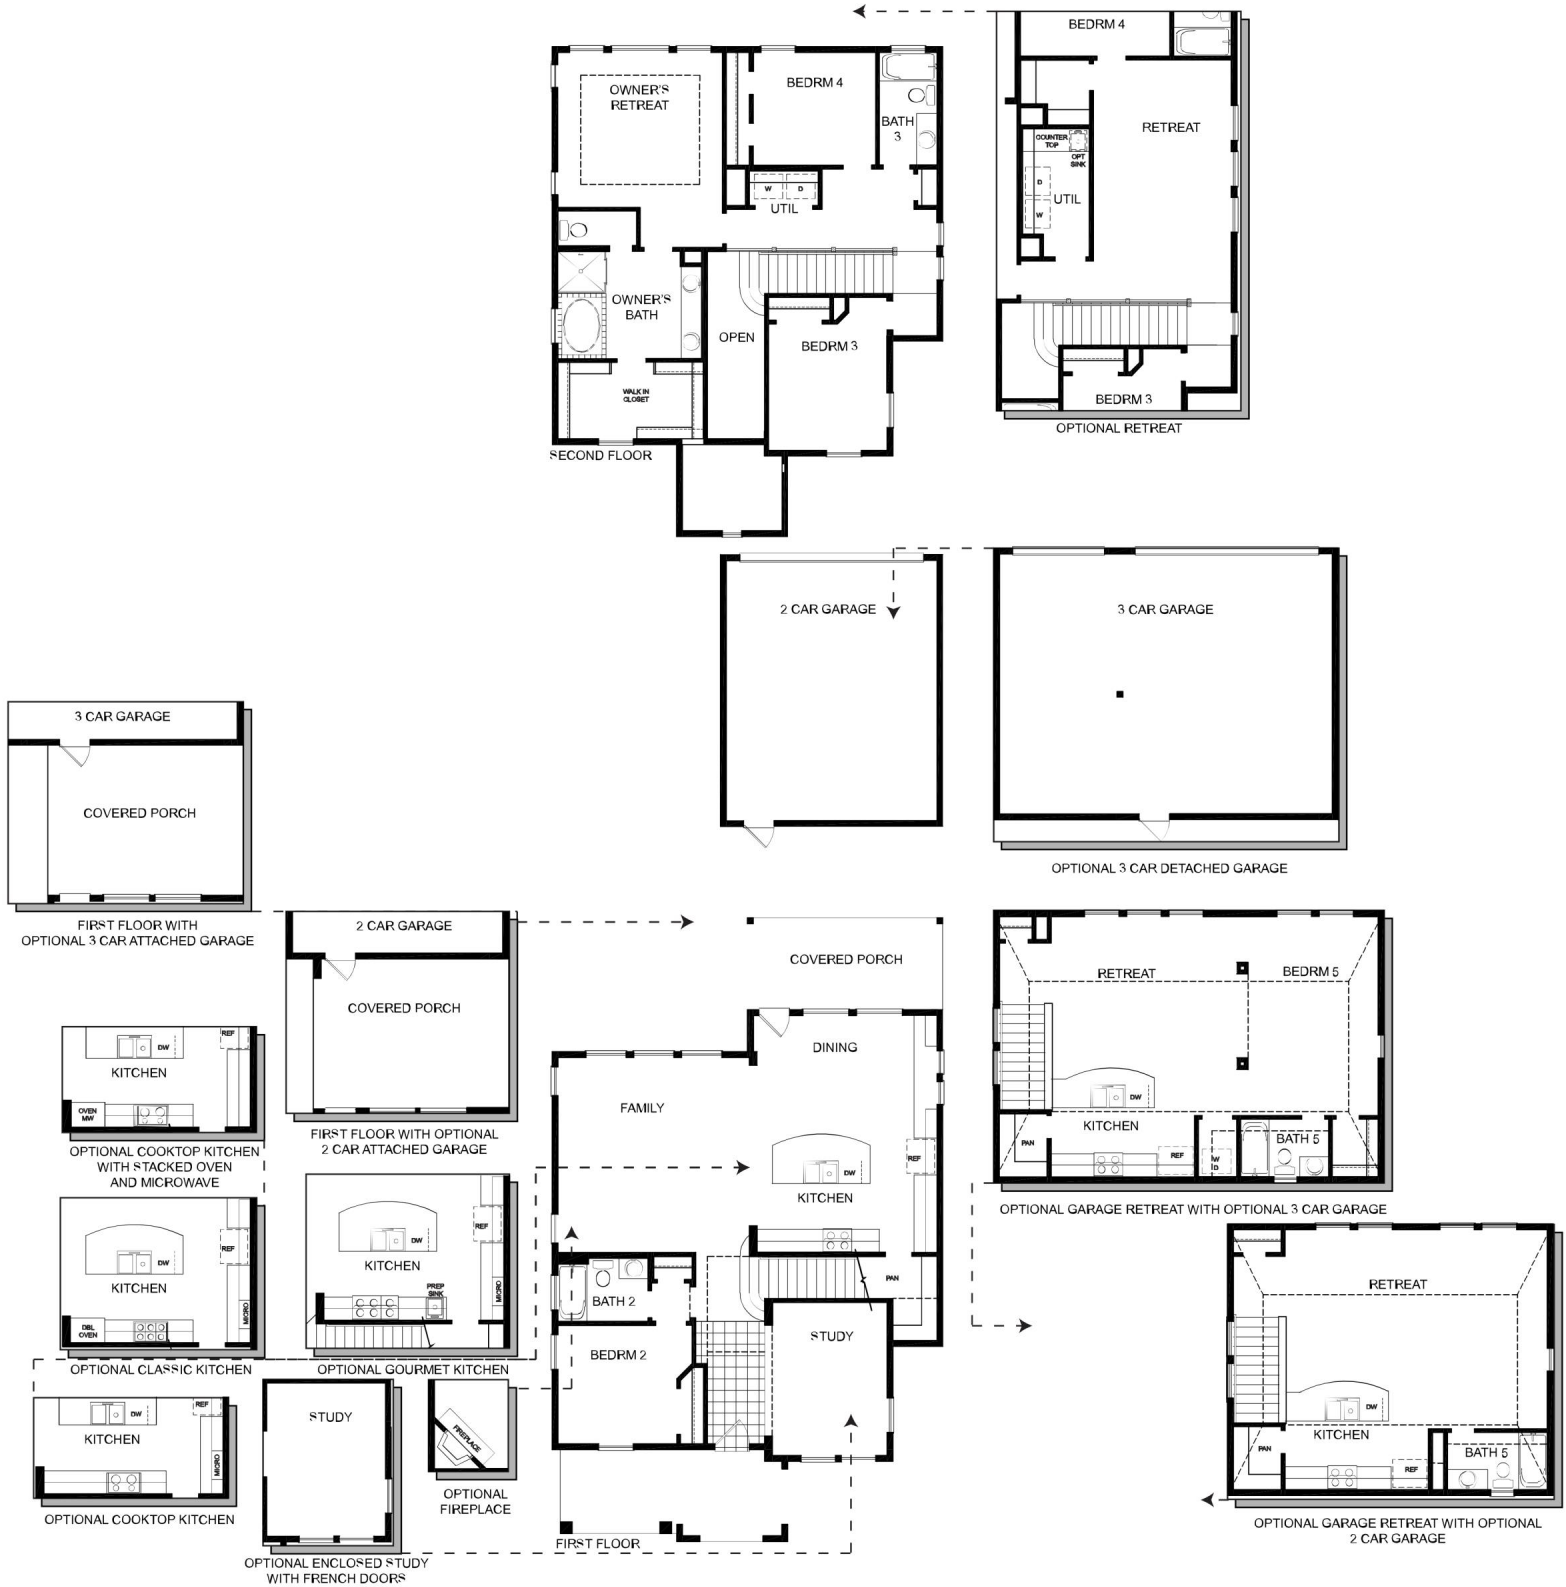 BEDRM 4
RETREAT
COUNTER
TOP
OPT
SINK
D
W
UTIL
BEDRM 3
OPTIONAL RETREAT
OWNER'S
RETREAT
BEDRM 4
BATH
3
W
D
UTIL
OWNER'S
BATH
OPEN
BEDRM 3
WALK IN
CLOSET
SECOND FLOOR
2 CAR GARAGE
3 CAR GARAGE
OPTIONAL 3 CAR DETACHED GARAGE
3 CAR GARAGE
COVERED PORCH
FIRST FLOOR WITH
OPTIONAL 3 CAR ATTACHED GARAGE
2 CAR GARAGE
COVERED PORCH
FIRST FLOOR WITH OPTIONAL
2 CAR ATTACHED GARAGE
REF
DW
KITCHEN
OVEN
MW
OPTIONAL COOKTOP KITCHEN
WITH STACKED OVEN
AND MICROWAVE
REF
DW
KITCHEN
MICRO
DBL
OVEN
OPTIONAL CLASSIC KITCHEN
REF
DW
KITCHEN
PREP
SINK
MICRO
OPTIONAL GOURMET KITCHEN
REF
DW
KITCHEN
MICRO
OPTIONAL COOKTOP KITCHEN
STUDY
OPTIONAL ENCLOSED STUDY
WITH FRENCH DOORS
FIREPLACE
OPTIONAL
FIREPLACE
COVERED PORCH
DINING
FAMILY
REF
DW
KITCHEN
PAN
BATH 2
STUDY
BEDRM 2
FIRST FLOOR
RETREAT
BEDRM 5
DW
KITCHEN
PAN
REF
W
D
BATH 5
OPTIONAL GARAGE RETREAT WITH OPTIONAL 3 CAR GARAGE
RETREAT
DW
KITCHEN
PAN
REF
BATH 5
OPTIONAL GARAGE RETREAT WITH OPTIONAL
2 CAR GARAGE